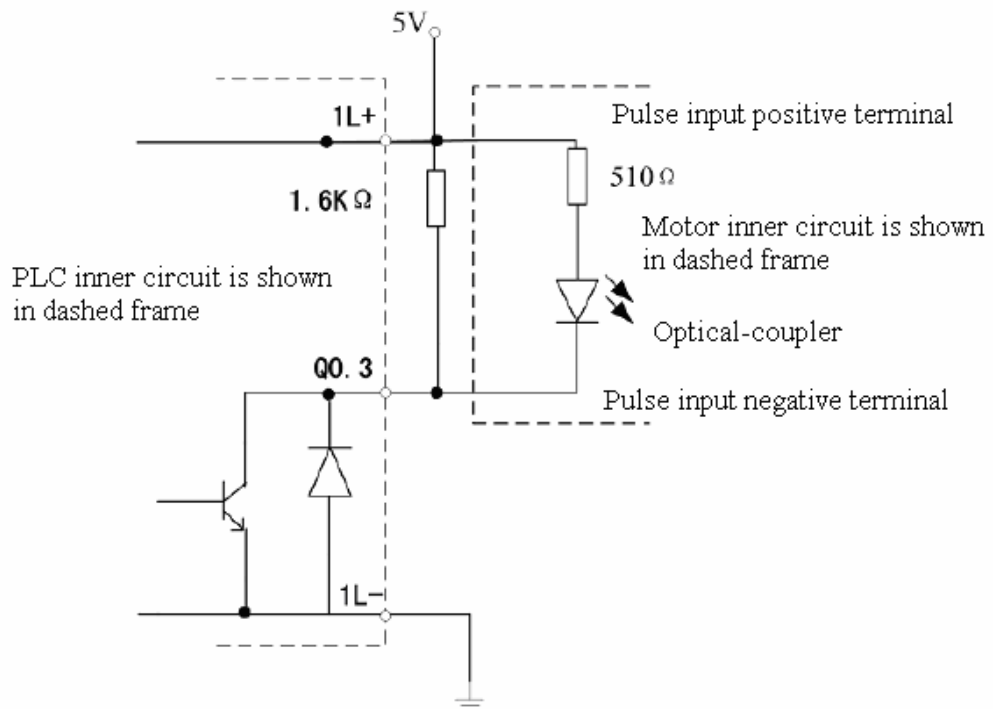 5V
1L+
Pulse input positive terminal
1.6KΩ
510Ω
Motor inner circuit is shown
in dashed frame
PLC inner circuit is shown
in dashed frame
Optical-coupler
Q0.3
Pulse input negative terminal
1L-